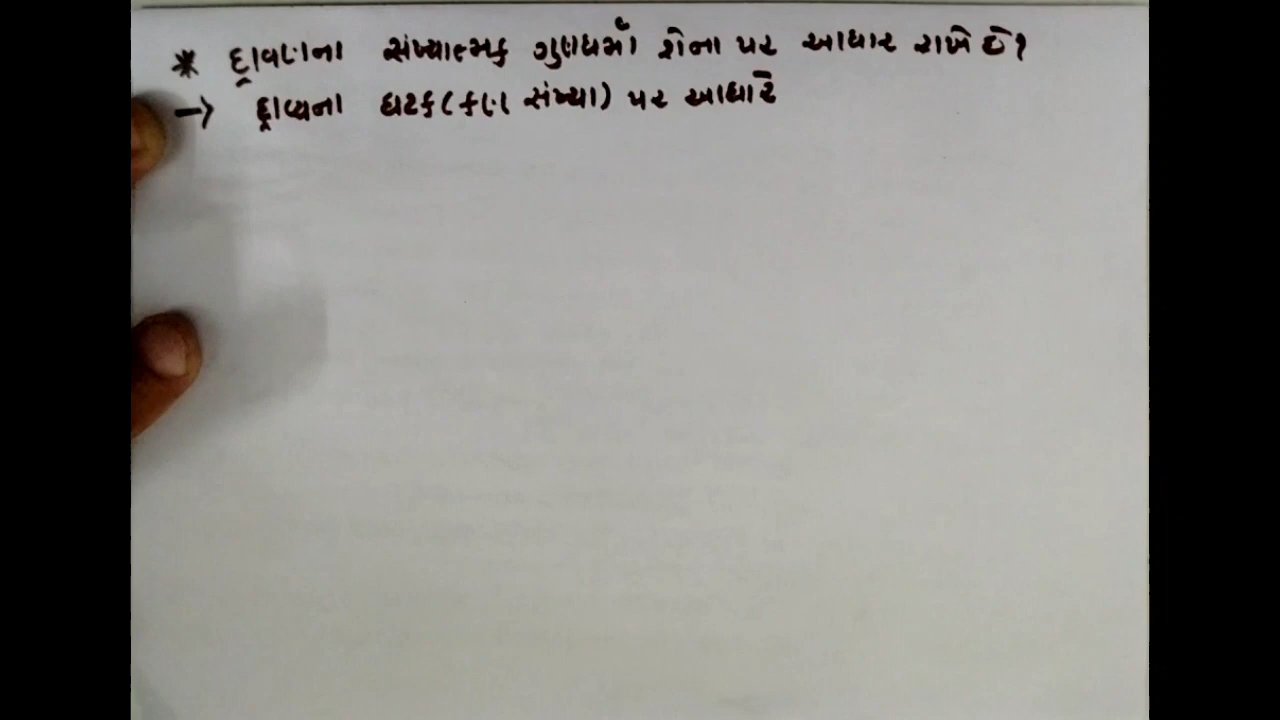 * દ્રાવણના સંખ્યાત્મક ગુણધર્માં શેના પર આધાર રાખે છે?
→ દ્રાવ્યના ઘટક (કણ સંખ્યા) પર આધારે